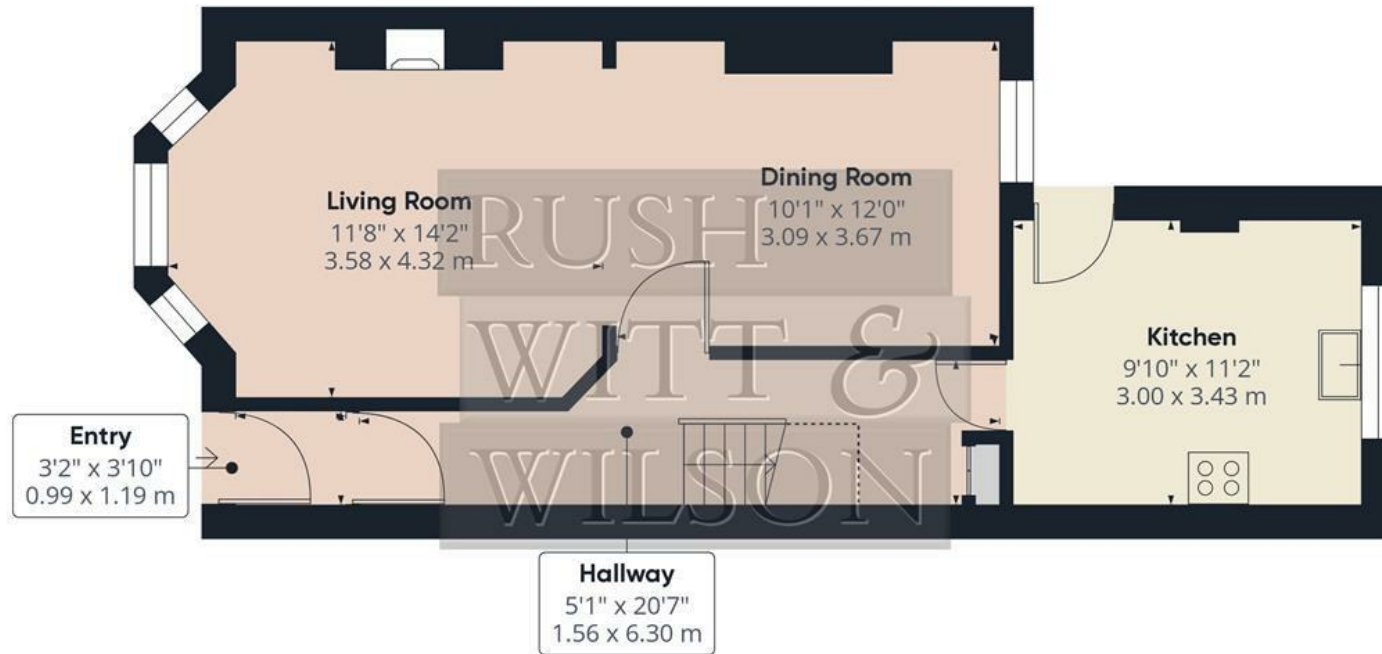 Living Room
11'8" x 14'2"
3.58 x 4.32 m
Dining Room
10'1" x 12'0"
3.09 x 3.67 m
Kitchen
9'10" x 11'2"
3.00 x 3.43 m
Entry
3'2" x 3'10"
0.99 x 1.19 m
Hallway
5'1" x 20'7"
1.56 x 6.30 m
RUSH
WITT &
WILSON